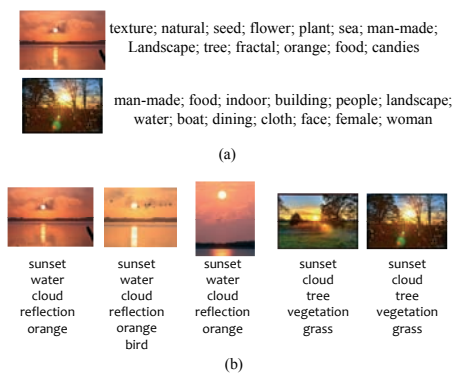 texture; natural; seed; flower; plant; sea; man-made;
Landscape; tree; fractal; orange; food; candies
man-made; food; indoor; building; people; landscape;
water; boat; dining; cloth; face; female; woman
(a)
sunset sunset sunset sunset sunset
water water water cloud cloud
cloud cloud cloud tree tree
reflection reflection reflection vegetation vegetation
orange orange orange grass grass
bird
(b)